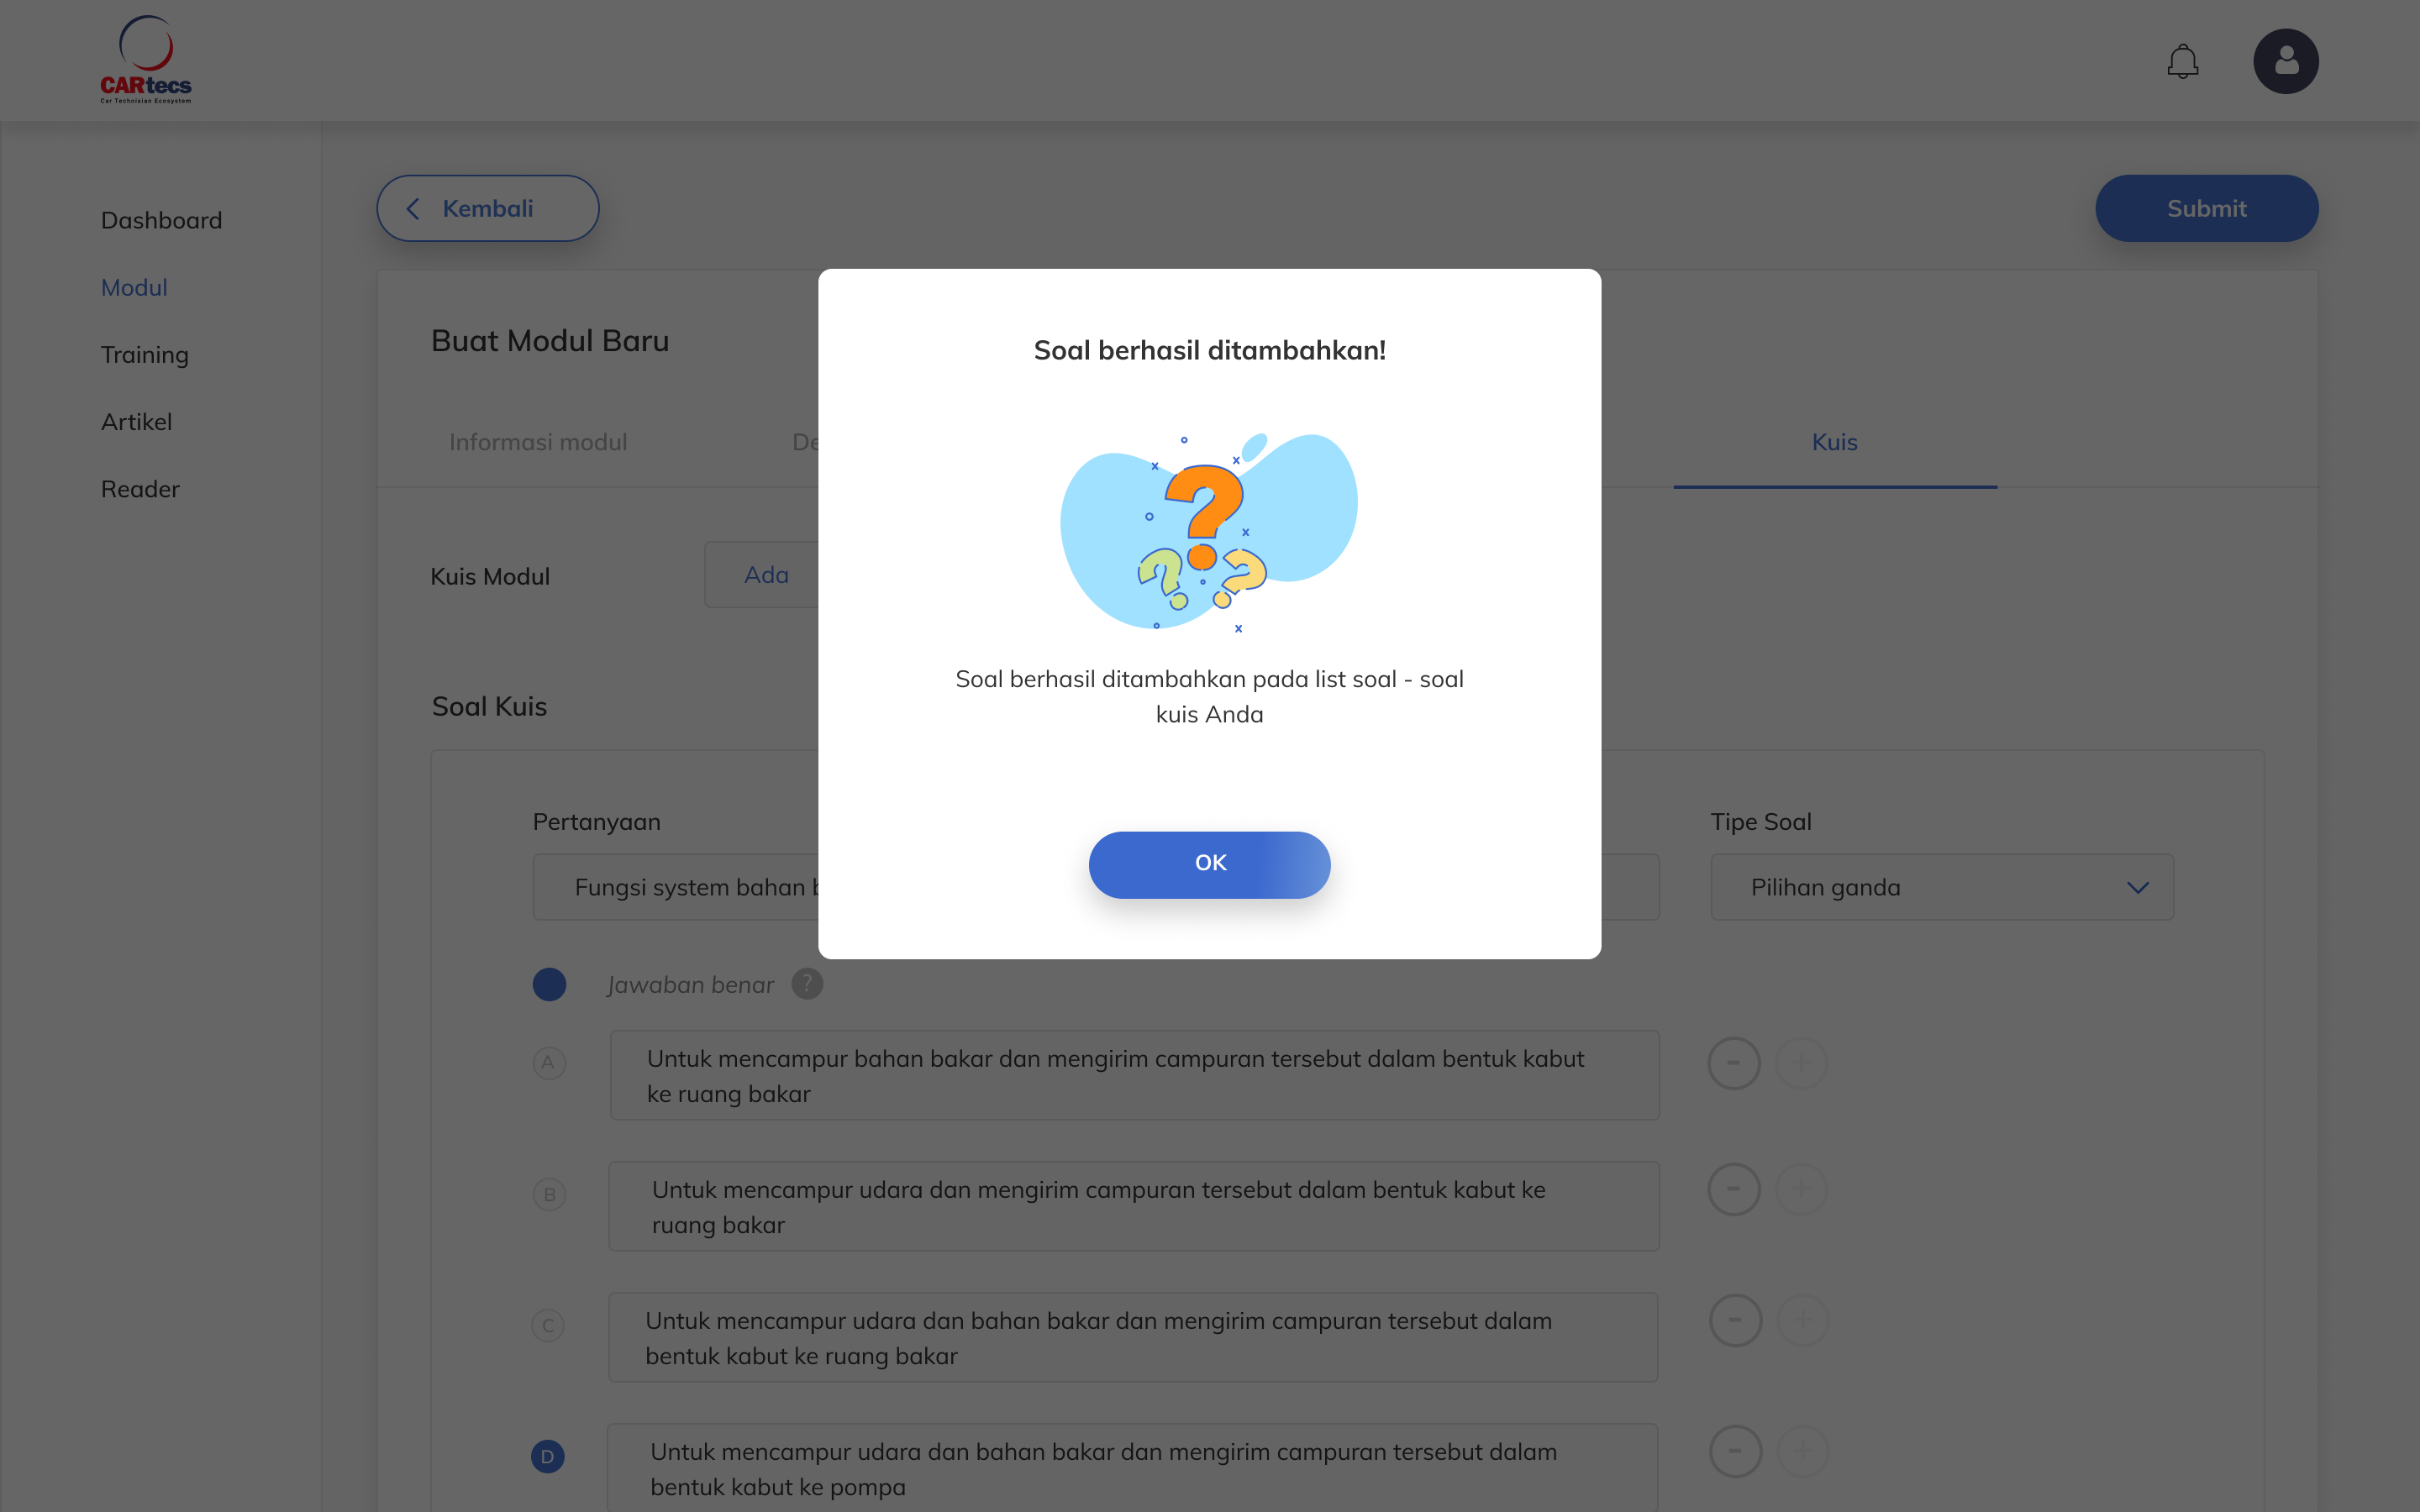 CARtecs
Car Technisian Ecosystem
Dashboard
Modul
Training
Artikel
Reader
Kembali
Submit
Buat Modul Baru
Informasi modul
De
Kuis
Kuis Modul
Ada
Soal Kuis
Pertanyaan
Tipe Soal
Fungsi system bahan b
Pilihan ganda
Jawaban benar
?
A
Untuk mencampur bahan bakar dan mengirim campuran tersebut dalam bentuk kabut
ke ruang bakar
B
Untuk mencampur udara dan mengirim campuran tersebut dalam bentuk kabut ke
ruang bakar
C
Untuk mencampur udara dan bahan bakar dan mengirim campuran tersebut dalam
bentuk kabut ke ruang bakar
D
Untuk mencampur udara dan bahan bakar dan mengirim campuran tersebut dalam
bentuk kabut ke pompa
Soal berhasil ditambahkan!
Soal berhasil ditambahkan pada list soal - soal
kuis Anda
OK